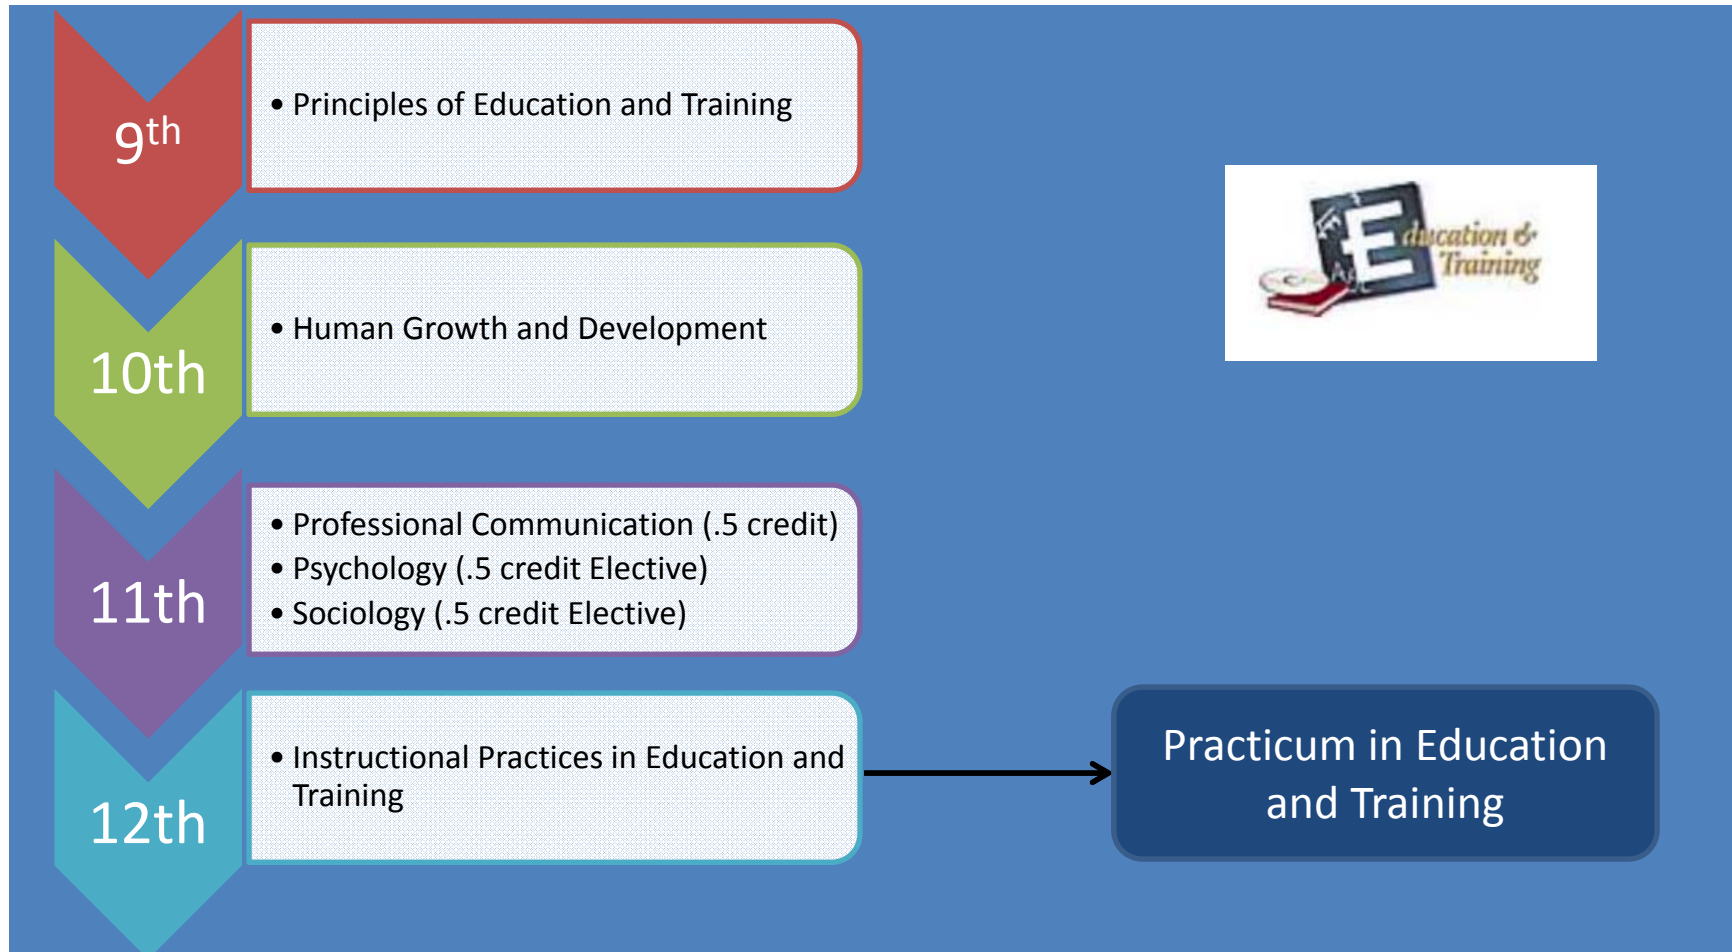 9th
• Principles of Education and Training
Education &
Training
10th
• Human Growth and Development
11th
• Professional Communication (.5 credit)
• Psychology (.5 credit Elective)
• Sociology (.5 credit Elective)
12th
• Instructional Practices in Education and
Training
Practicum in Education
and Training